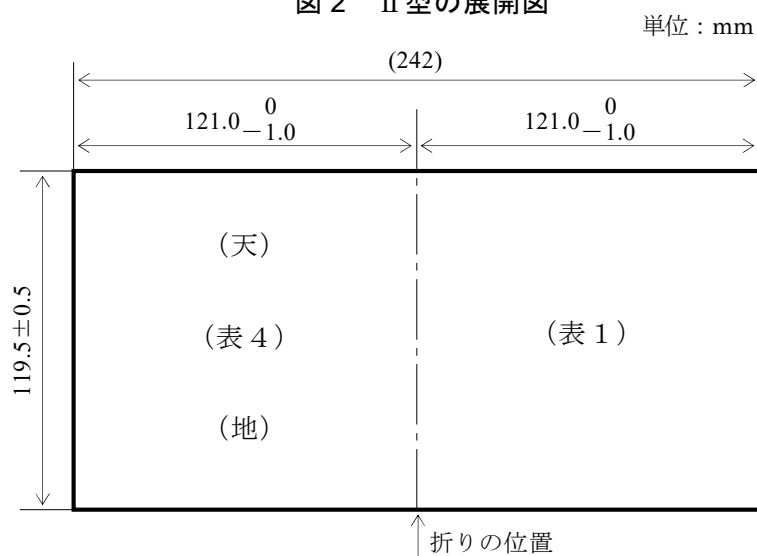 図２　Ⅱ型の展開図
単位：mm
(242)
121.0 0 −1.0
121.0 0 −1.0
119.5±0.5
（天）
（表４）
（表１）
（地）
折りの位置